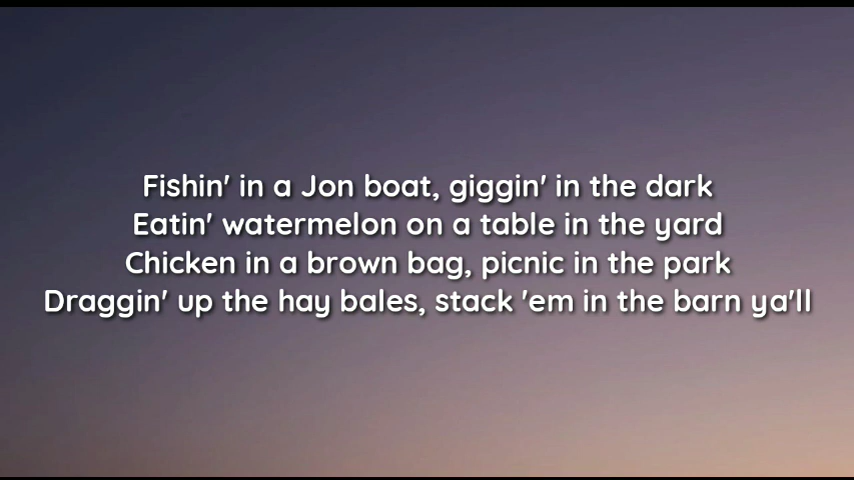 Fishin' in a Jon boat, giggin' in the dark
Eatin' watermelon on a table in the yard
Chicken in a brown bag, picnic in the park
Draggin' up the hay bales, stack 'em in the barn ya'll